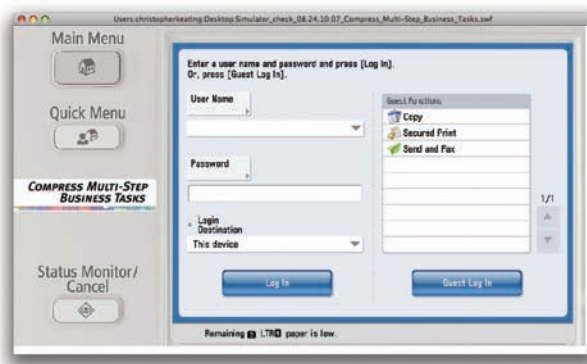 Users:christopherkeating:Desktop:Simulator_check_08.24.10:07_Compress_Multi-Step_Business_Tasks.swf
Main Menu
Quick Menu
COMPRESS MULTI-STEP
BUSINESS TASKS
Status Monitor/
Cancel
Enter a user name and password and press [Log In].
Or, press [Guest Log In].
User Name
Password
Login
Destination
This device
Log In
Guest Functions
Copy
Secured Print
Send and Fax
1/1
Guest Log In
Remaining LTR paper is low.